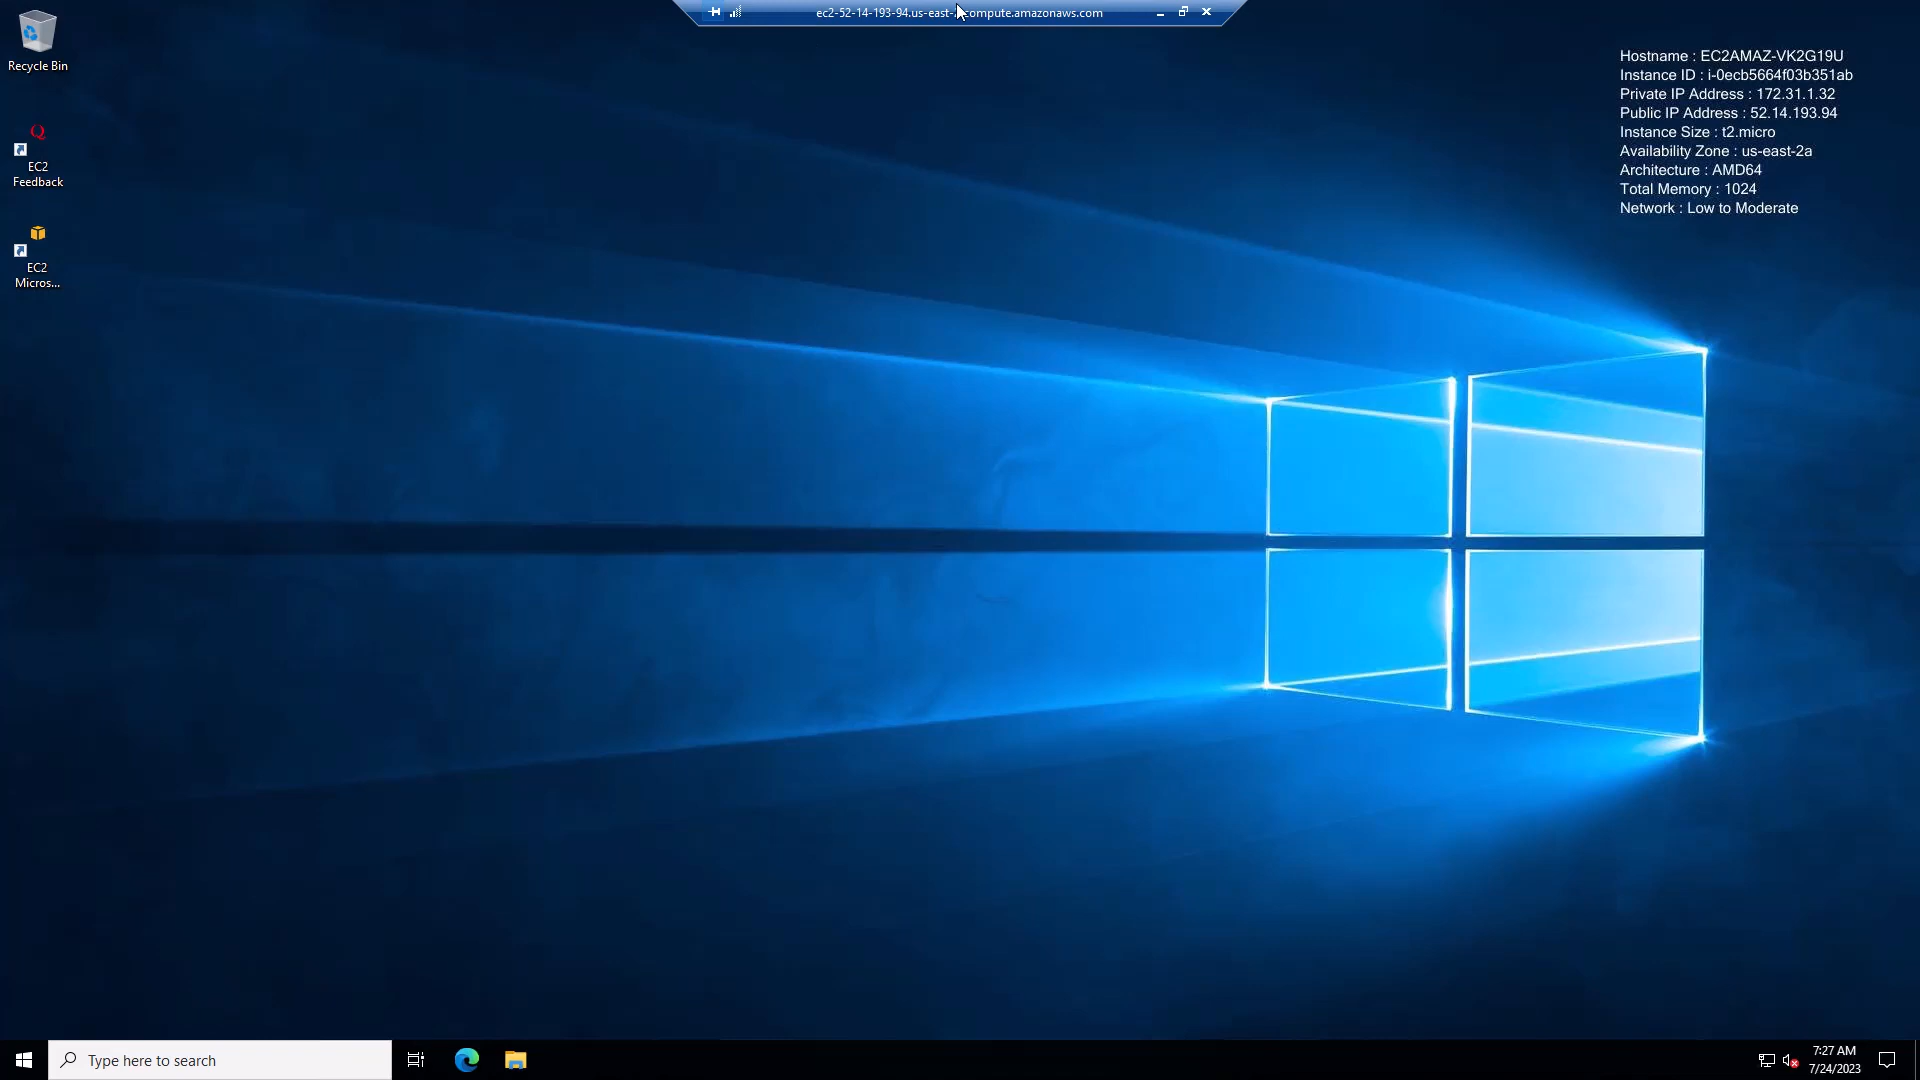 ec2-52-14-193-94.us-east-2.compute.amazonaws.com
Recycle Bin
EC2
Feedback
EC2
Micros...
Hostname : EC2AMAZ-VK2G19U
Instance ID : i-0ecb5664f03b351ab
Private IP Address : 172.31.1.32
Public IP Address : 52.14.193.94
Instance Size : t2.micro
Availability Zone : us-east-2a
Architecture : AMD64
Total Memory : 1024
Network : Low to Moderate
Type here to search
7:27 AM
7/24/2023